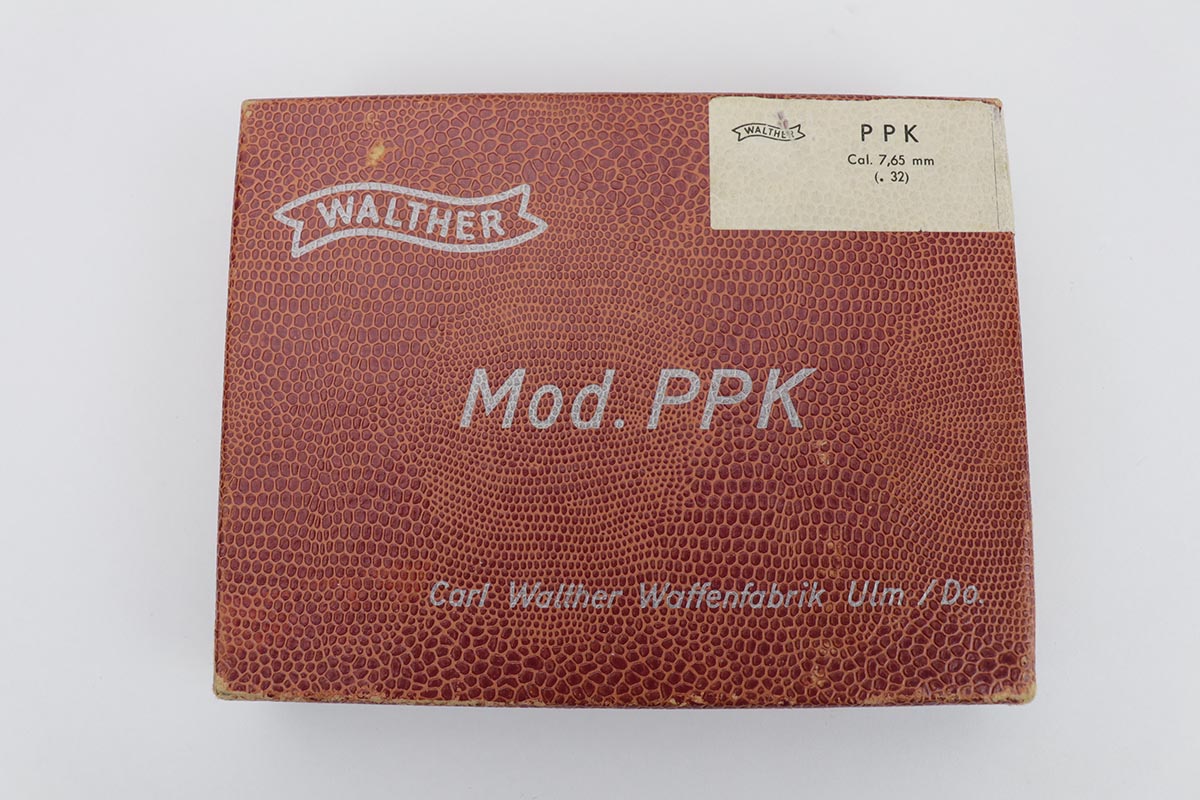 WALTHER
WALTHER
PPK
Cal. 7,65 mm
(. 32)
Mod. PPK
Carl Walther Waffenfabrik Ulm / Do.